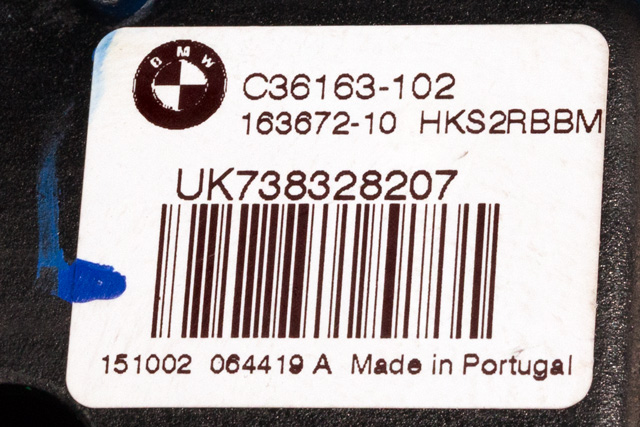 BMW
C36163-102
163672-10 HKS2RBBM
UK738328207
151002 064419 A Made in Portugal